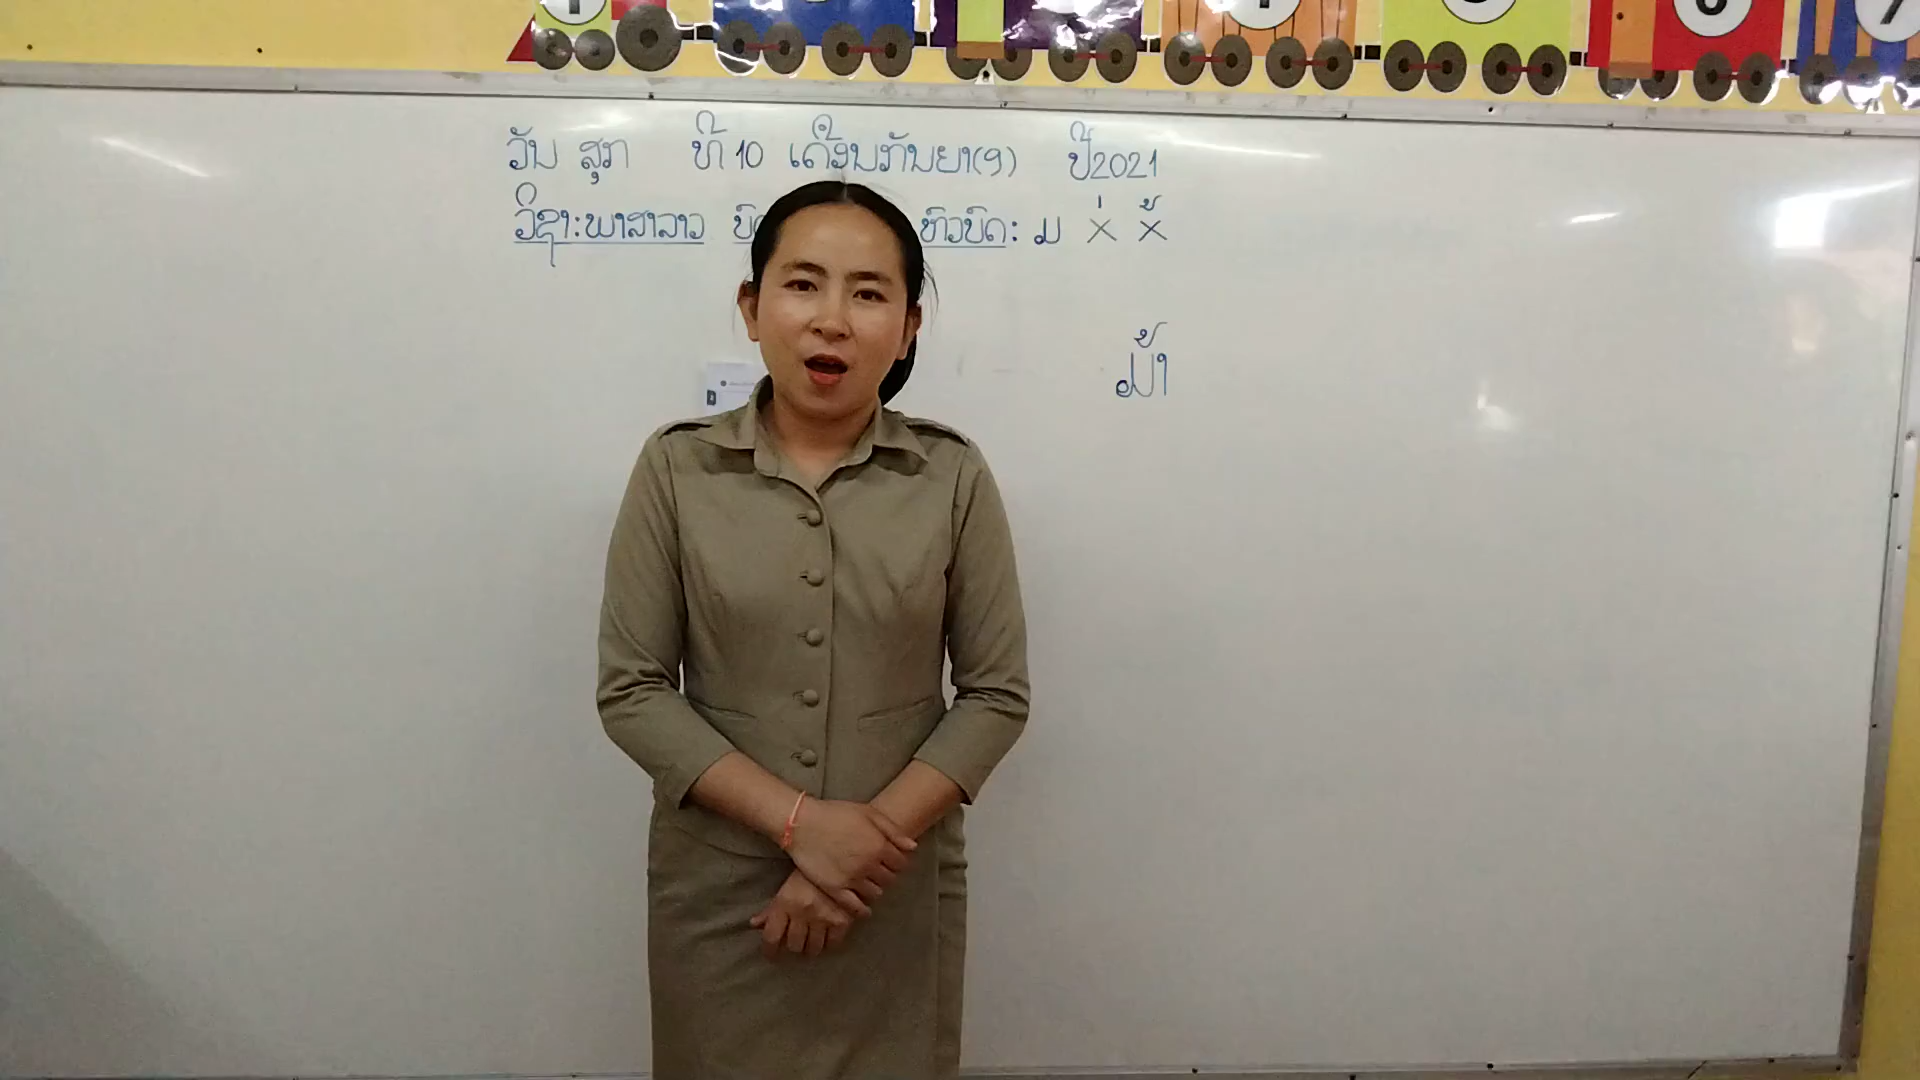 ວັນ ສຸກ ທີ 10 ເດືອນກັນຍາ(9) ປີ2021
ວິຊາ:ພາສາລາວ ຫົວບົດ: ມ x່ x້
ມ້າ